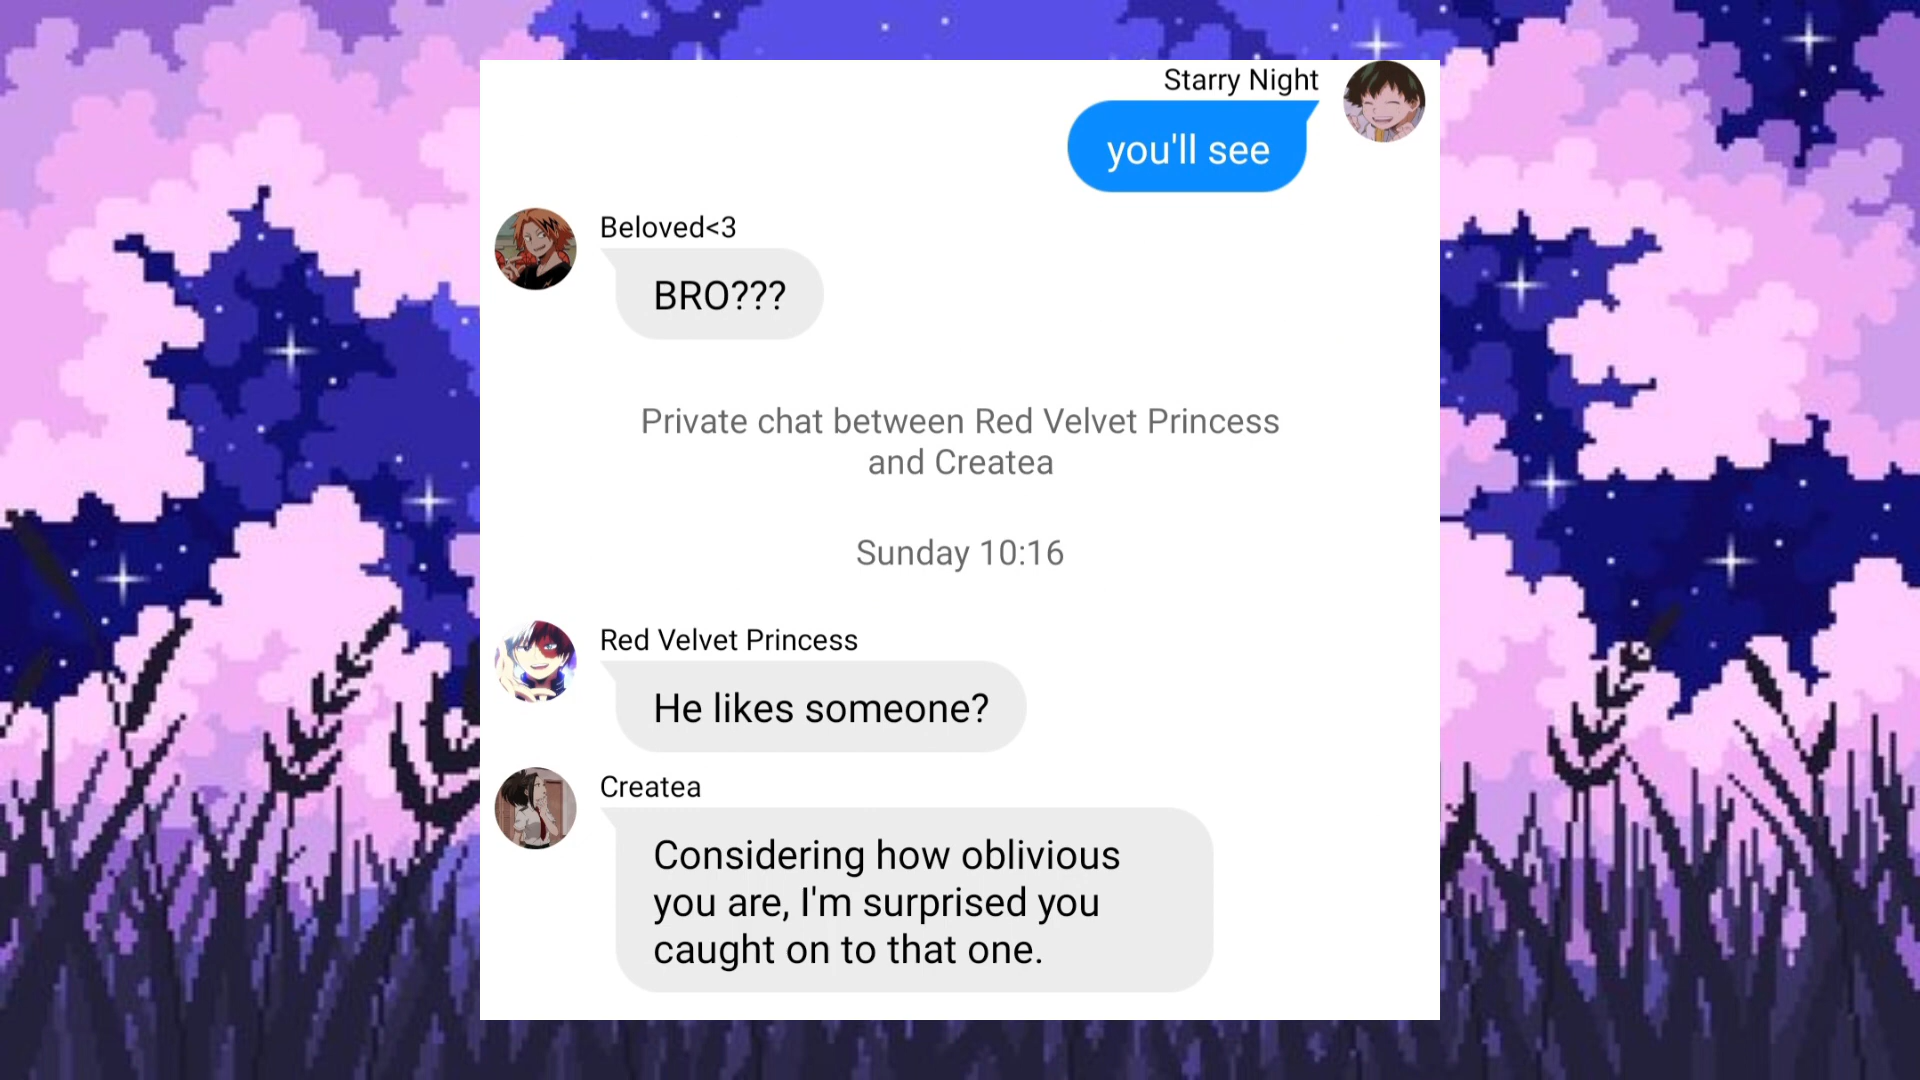 Starry Night
you'll see
Beloved<3
BRO???
Private chat between Red Velvet Princess
and Createa
Sunday 10:16
Red Velvet Princess
He likes someone?
Createa
Considering how oblivious
you are, I'm surprised you
caught on to that one.